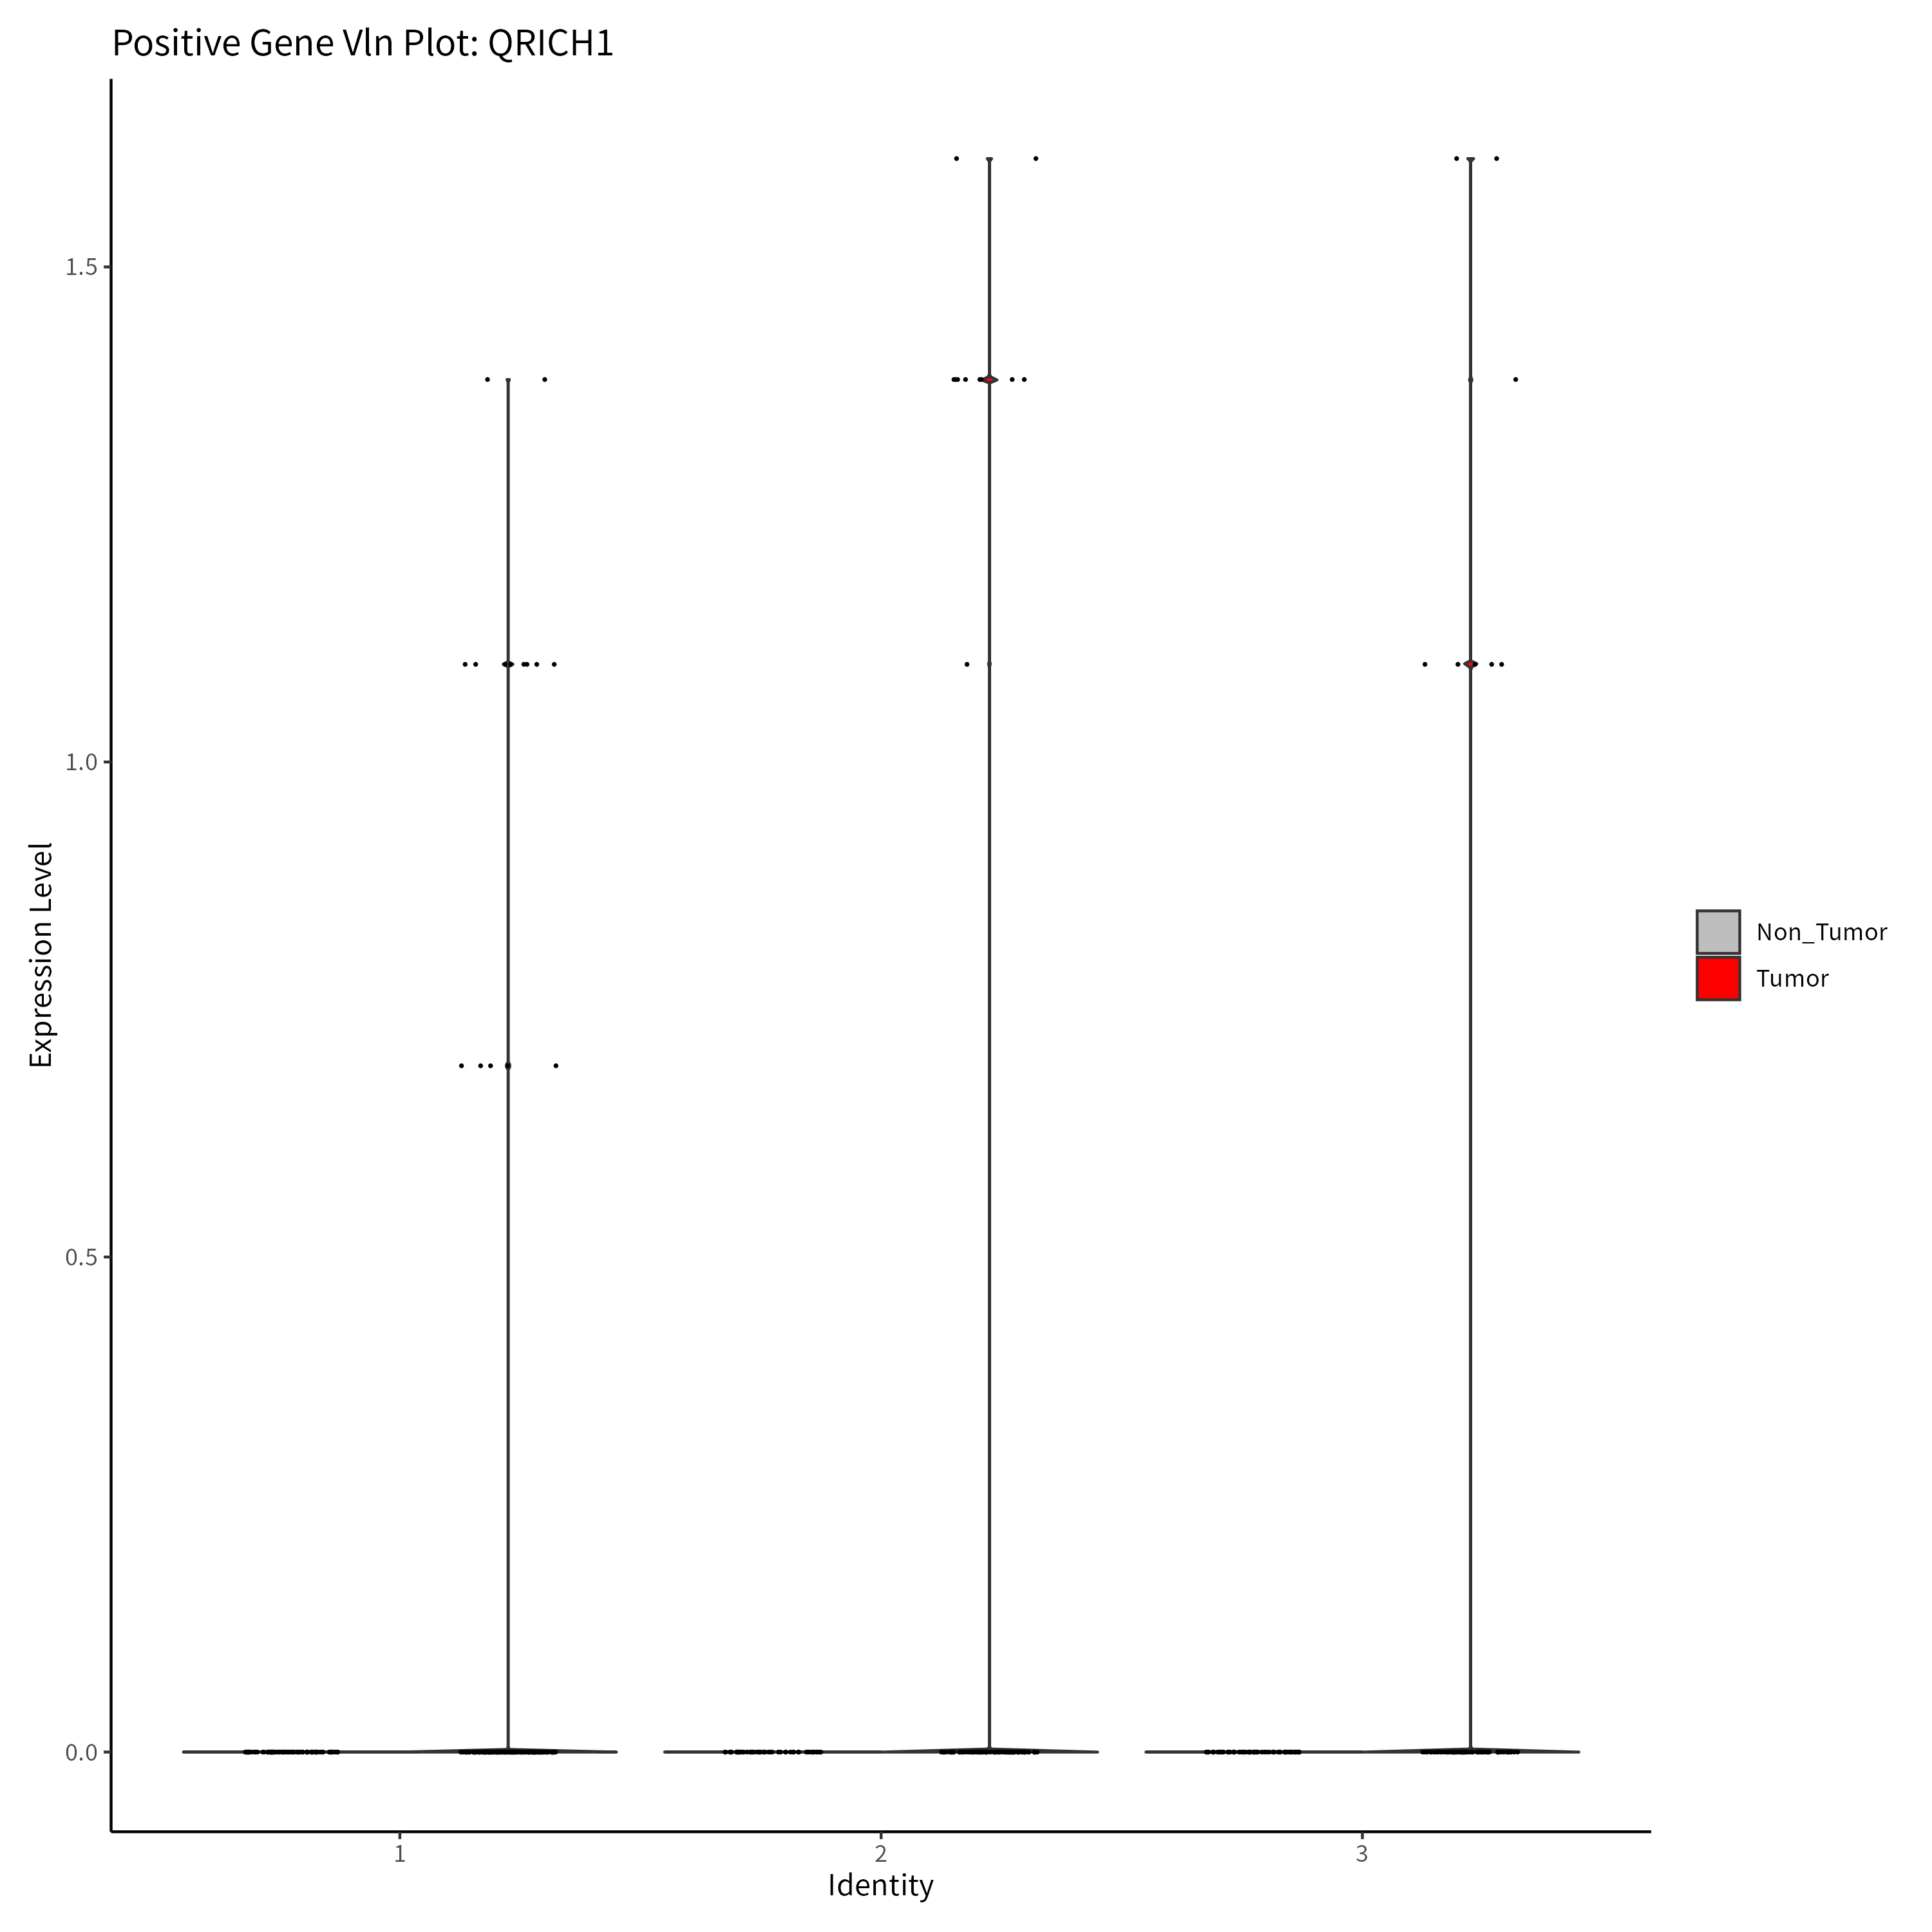 Positive Gene Vln Plot: QRICH1
Expression Level
1.5
1.0
0.5
0.0
1
2
3
Identity
Non_Tumor
Tumor